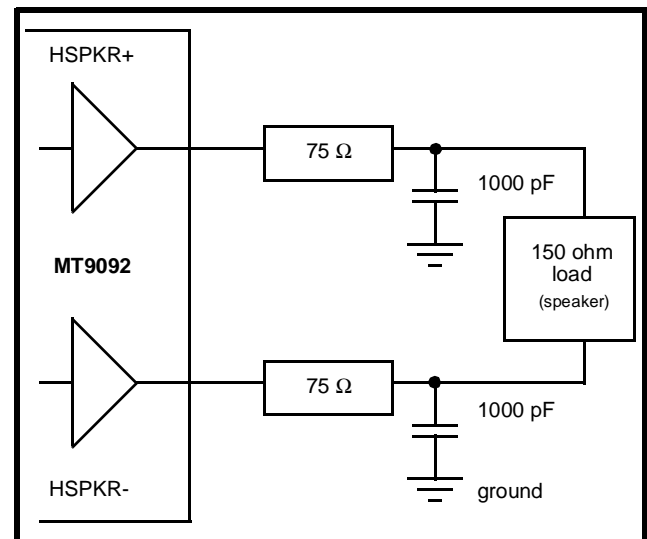 HSPKR+
75 Ω
1000 pF
MT9092
150 ohm
load
(speaker)
75 Ω
1000 pF
HSPKR-
ground